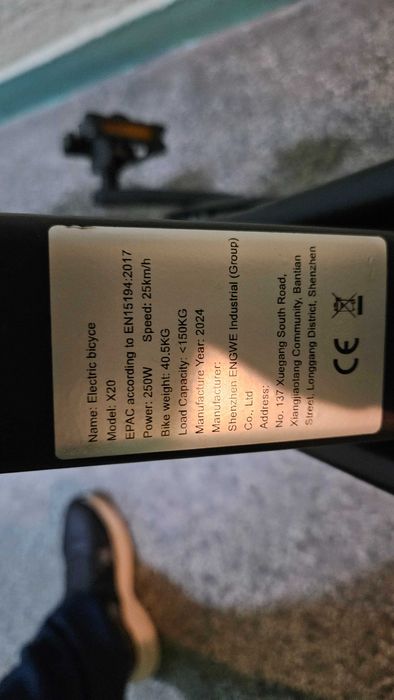 Name: Electric bicyce
Model: X20
EPAC according to EN15194:2017
Power: 250W Speed: 25km/h
Bike weight: 40.5KG
Load Capacity: <150KG
Manufacture Year: 2024
Manufacturer:
Shenzhen ENGWE Industrial (Group)
Co., Ltd
Address:
No. 137 Xuegang South Road,
Xiangjiaotang Community, Bantian
Street, Longgang District, Shenzhen
CE